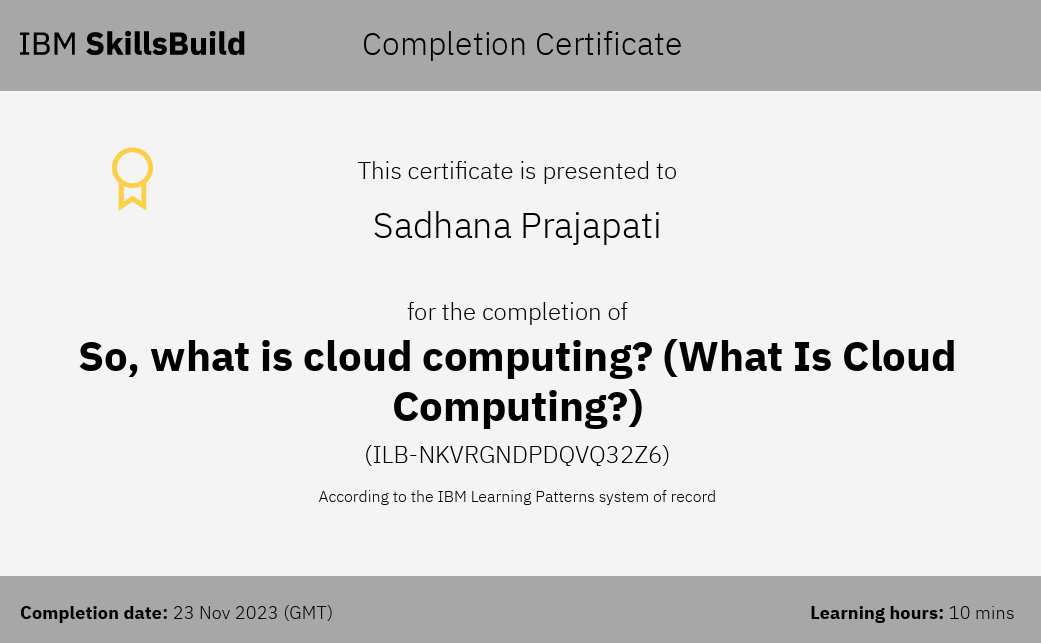 IBM SkillsBuild
Completion Certificate
This certificate is presented to
Sadhana Prajapati
for the completion of
So, what is cloud computing? (What Is Cloud
Computing?)
(ILB-NKVRGNDPDQVQ32Z6)
According to the IBM Learning Patterns system of record
Completion date: 23 Nov 2023 (GMT)
Learning hours: 10 mins